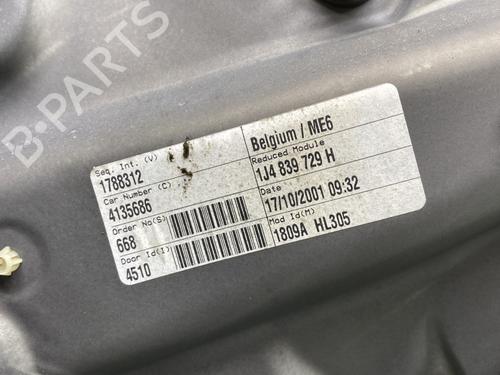 B-PARTS
Seq. Int. (V)
1788312
Car Number (C)
4135686
Order No(S)
668
Door Id(I)
4510
Belgium / ME6
Reduced Module
1J4 839 729 H
Date
17/10/2001 09:32
Mod Id(M)
1809A HL305